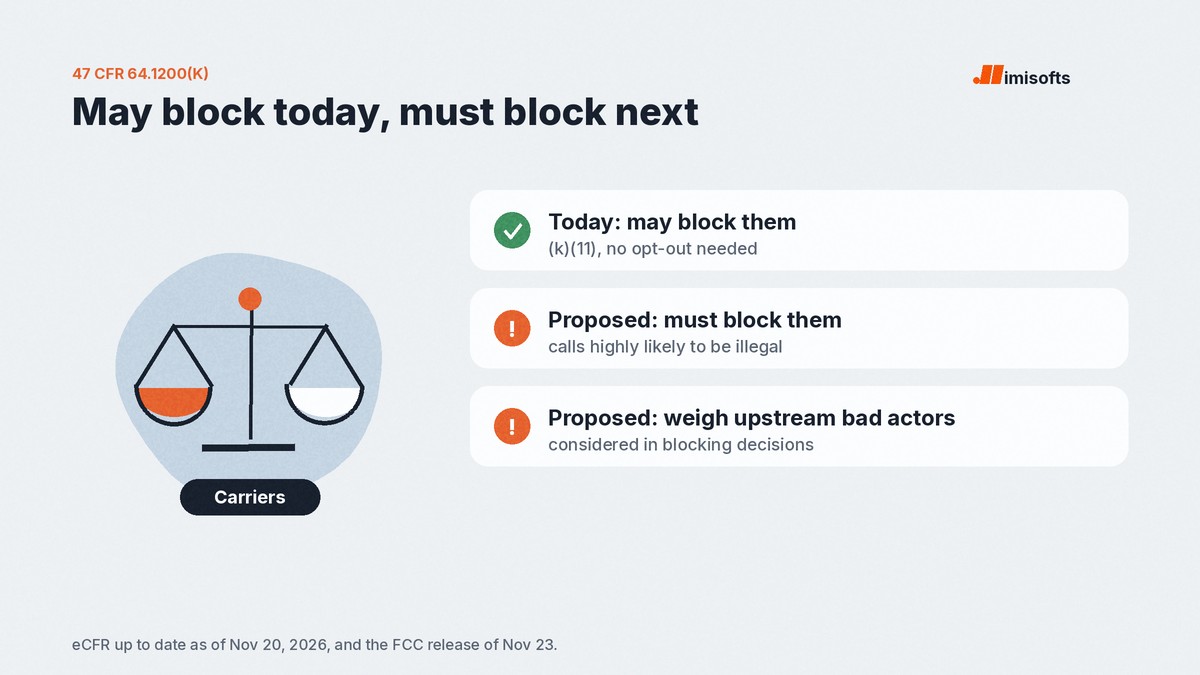 47 CFR 64.1200(K)
imisofts
May block today, must block next
Today: may block them
(k)(11), no opt-out needed
Proposed: must block them
calls highly likely to be illegal
Proposed: weigh upstream bad actors
considered in blocking decisions
Carriers
eCFR up to date as of Nov 20, 2026, and the FCC release of Nov 23.